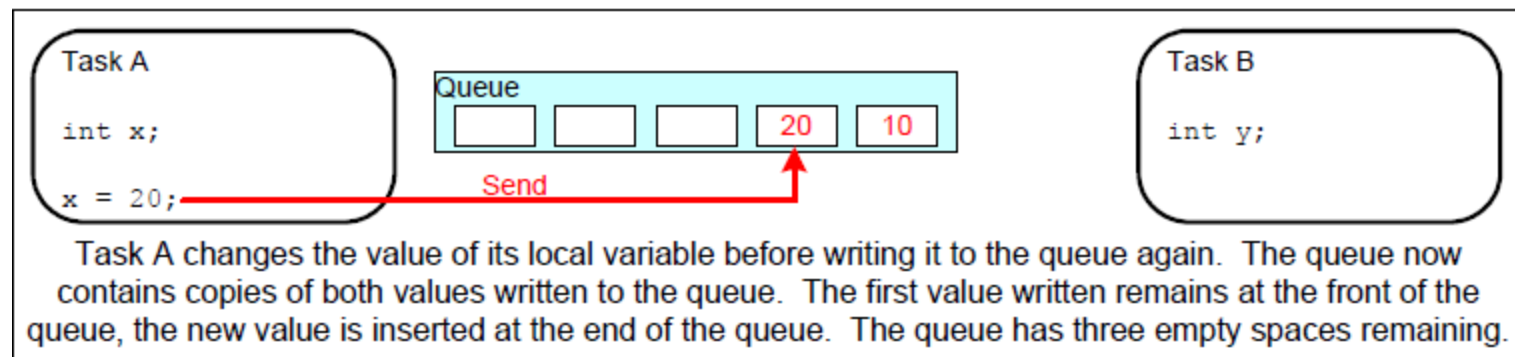 Task A
int x;
x = 20;
Queue
20 10
Send
Task B
int y;
Task A changes the value of its local variable before writing it to the queue again.  The queue now
contains copies of both values written to the queue.  The first value written remains at the front of the
queue, the new value is inserted at the end of the queue.  The queue has three empty spaces remaining.